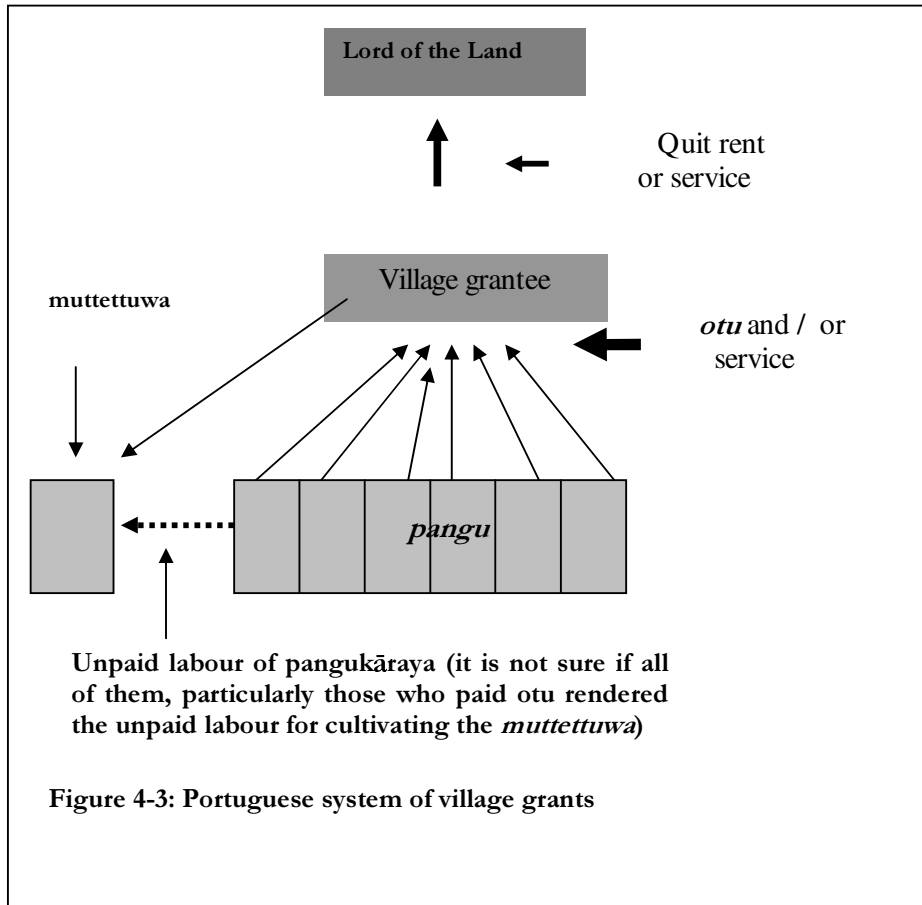 Lord of the Land
Quit rent
or service
Village grantee
muttettuwa
otu and / or
service
pangu
Unpaid labour of pangukāraya (it is not sure if all
of them, particularly those who paid otu rendered
the unpaid labour for cultivating the muttettuwa)
Figure 4-3: Portuguese system of village grants